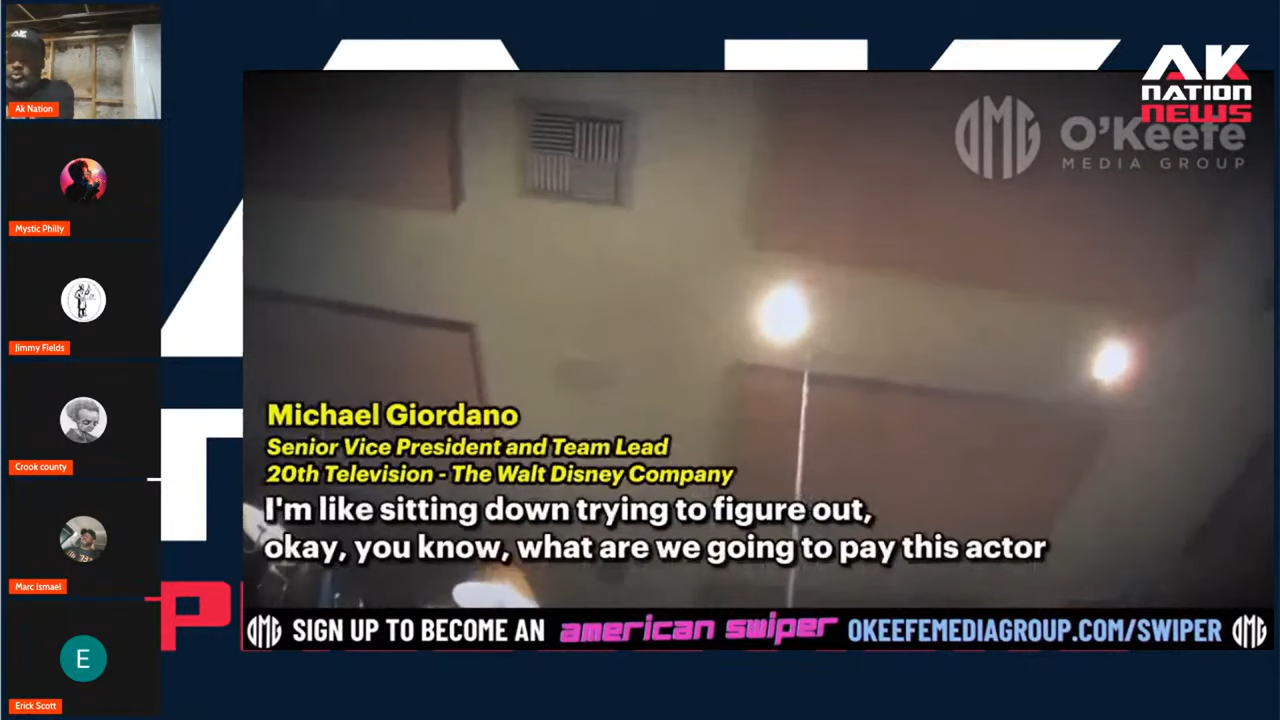 Ak Nation
Mystic Philly
Jimmy Fields
Crook county
Marc Ismael
E
Erick Scott
AK
NATION
NEWS
OMG O'Keefe
MEDIA GROUP
Michael Giordano
Senior Vice President and Team Lead
20th Television - The Walt Disney Company
I'm like sitting down trying to figure out,
okay, you know, what are we going to pay this actor
OMG SIGN UP TO BECOME AN american swiper OKEEFEMEDIAGROUP.COM/SWIPER OMG